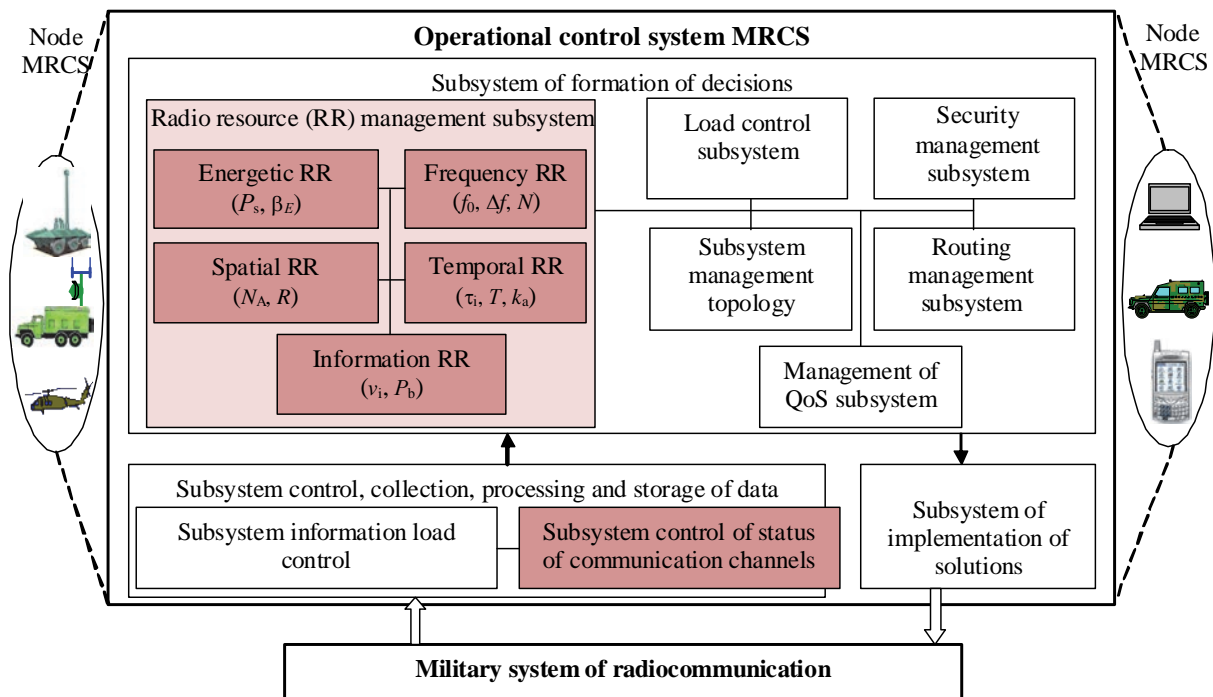 Node
MRCS
Operational control system MRCS
Node
MRCS
Subsystem of formation of decisions
Radio resource (RR) management subsystem
Energetic RR
(Pₛ, β_E)
Frequency RR
(f₀, Δf, N)
Spatial RR
(N_A, R)
Temporal RR
(τᵢ, T, kₐ)
Information RR
(vᵢ, P_b)
Load control
subsystem
Security
management
subsystem
Subsystem
management
topology
Routing
management
subsystem
Management of
QoS subsystem
Subsystem control, collection, processing and storage of data
Subsystem information load
control
Subsystem control of status
of communication channels
Subsystem of
implementation of
solutions
Military system of radiocommunication